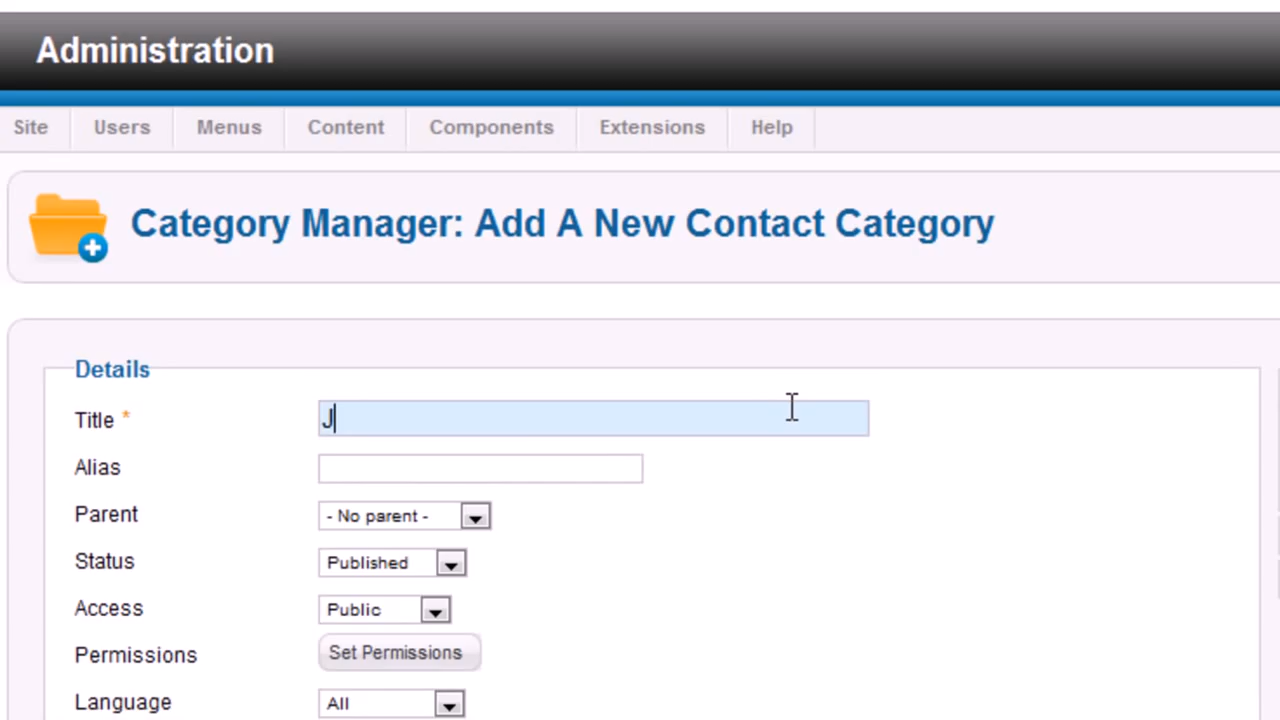 Administration
Site Users Menus Content Components Extensions Help
Category Manager: Add A New Contact Category
Details
Title *
J
Alias
Parent
- No parent -
Status
Published
Access
Public
Permissions
Set Permissions
Language
All